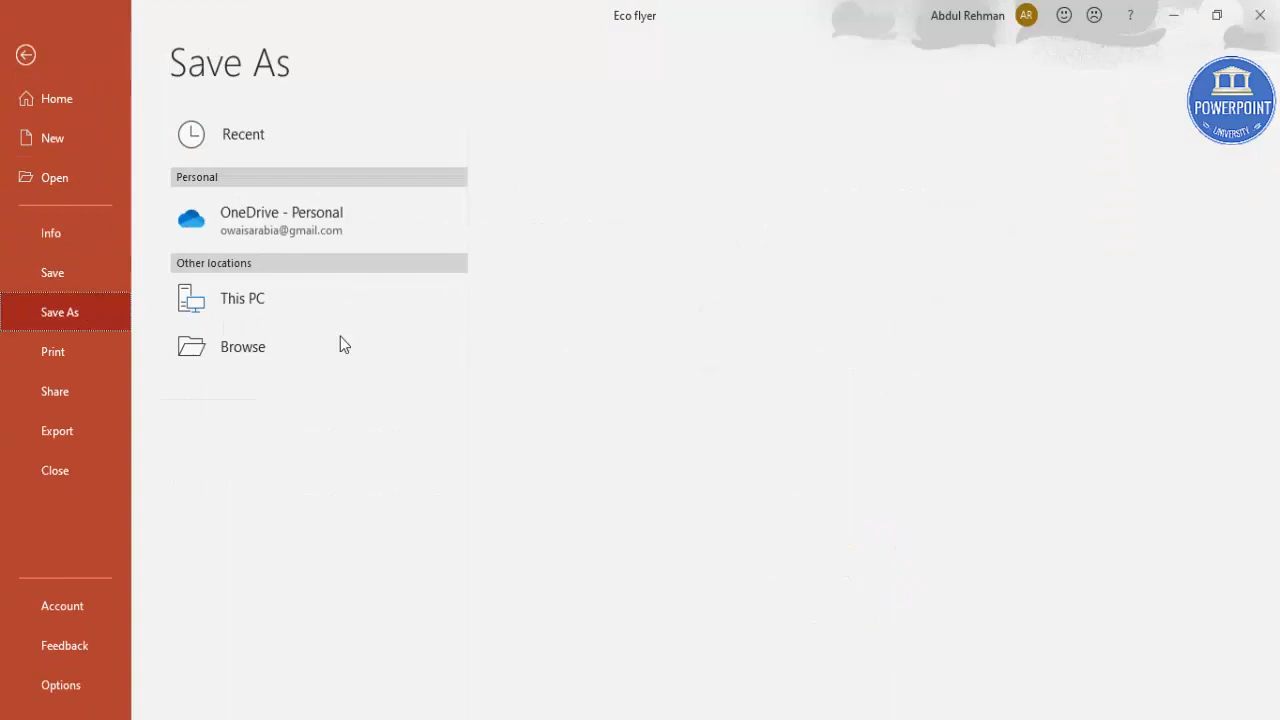 Eco flyer
Abdul Rehman
AR
?
Save As
Home
New
Open
Info
Save
Save As
Print
Share
Export
Close
Account
Feedback
Options
Recent
Personal
OneDrive - Personal
owaisarabia@gmail.com
Other locations
This PC
Browse
POWERPOINT
UNIVERSITY